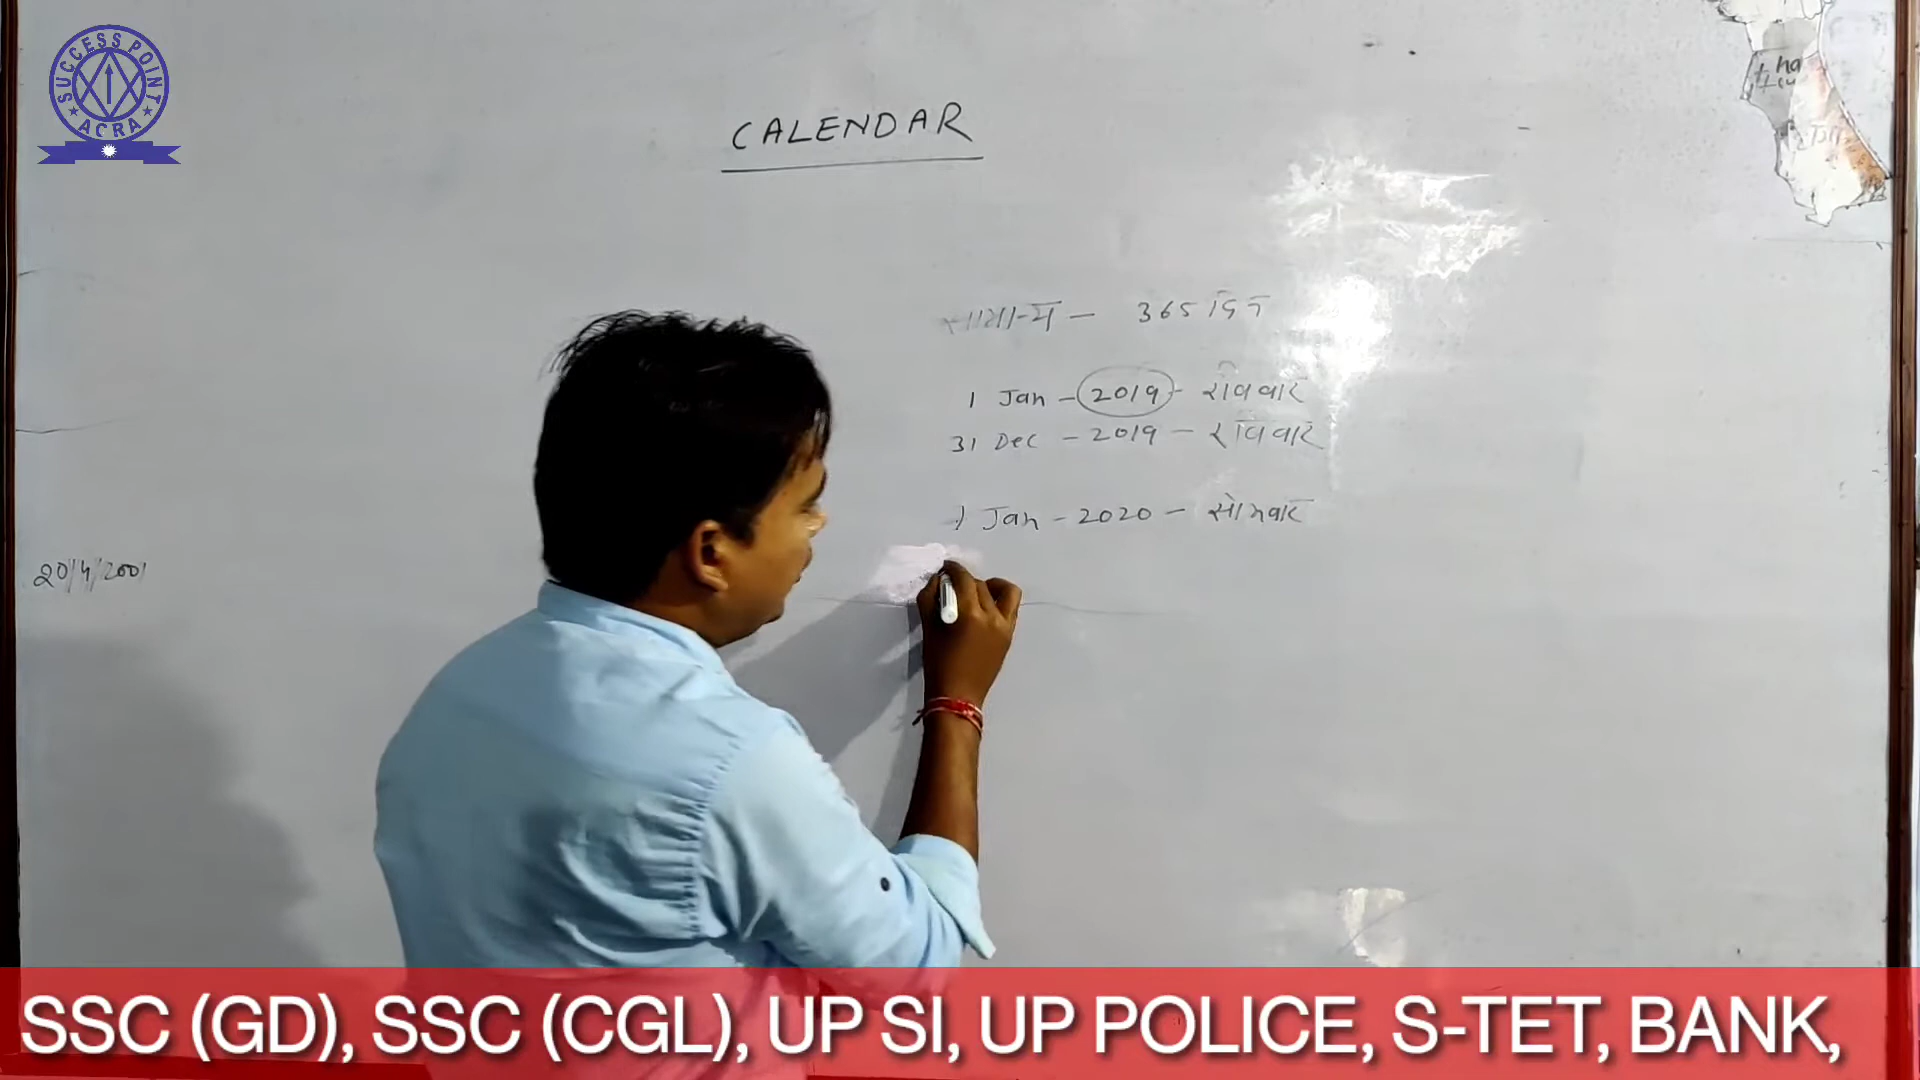 SUCCESS POINT
ACRA
CALENDAR
सामान्य — 365 दिन
1 Jan – 2019 – रविवार
31 Dec – 2019 – रविवार
1 Jan – 2020 – सोमवार
20/4/2001
SSC (GD), SSC (CGL), UP SI, UP POLICE, S-TET, BANK,